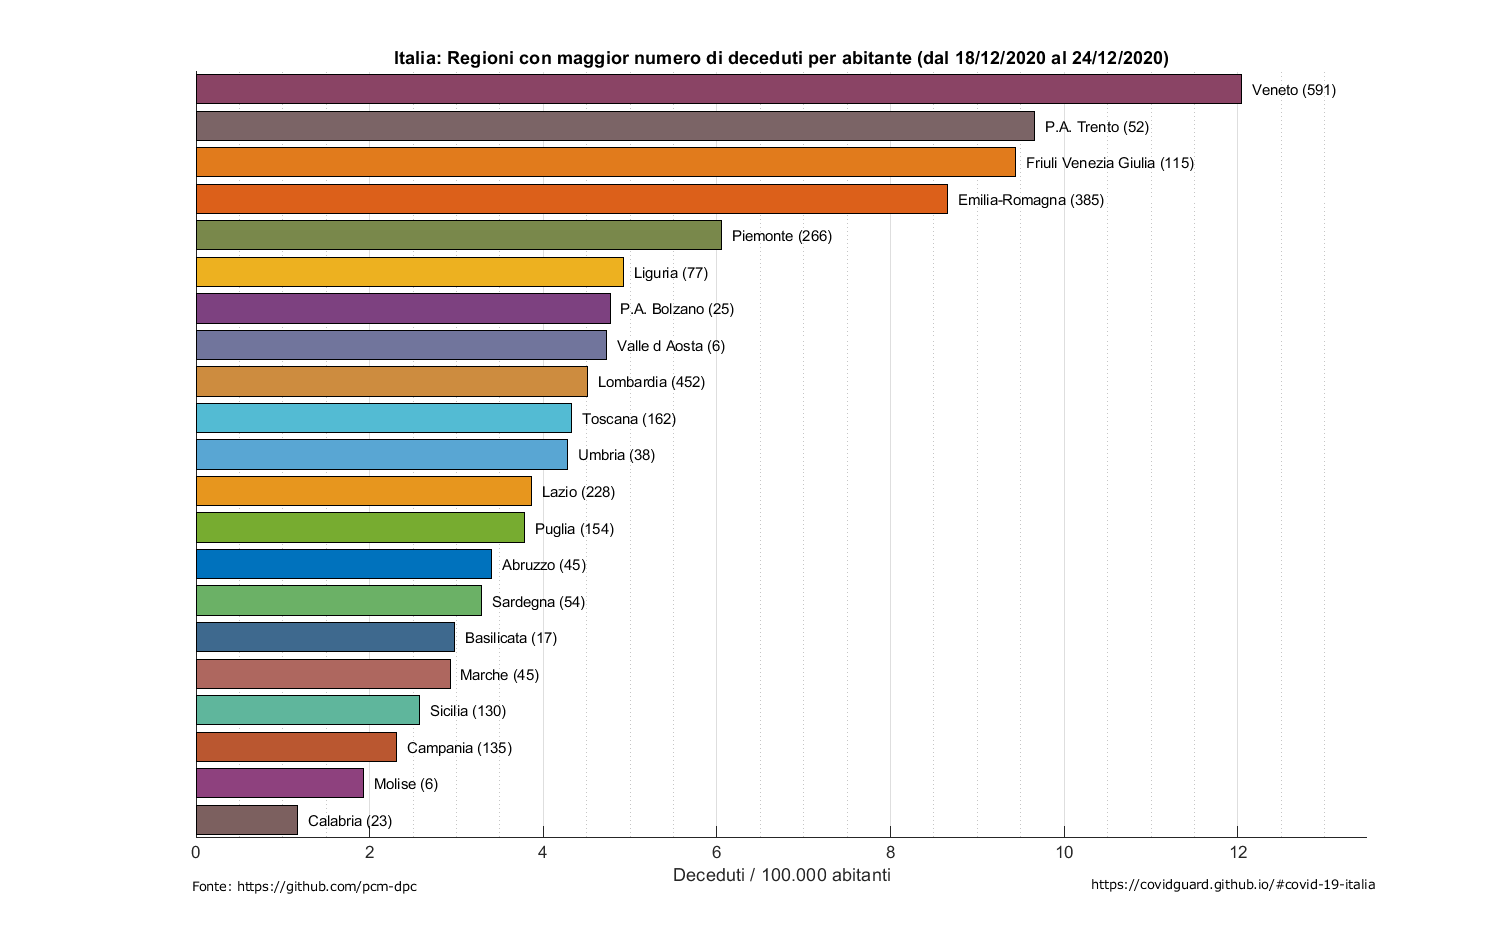 Italia: Regioni con maggior numero di deceduti per abitante (dal 18/12/2020 al 24/12/2020)
Veneto (591)
P.A. Trento (52)
Friuli Venezia Giulia (115)
Emilia-Romagna (385)
Piemonte (266)
Liguria (77)
P.A. Bolzano (25)
Valle d Aosta (6)
Lombardia (452)
Toscana (162)
Umbria (38)
Lazio (228)
Puglia (154)
Abruzzo (45)
Sardegna (54)
Basilicata (17)
Marche (45)
Sicilia (130)
Campania (135)
Molise (6)
Calabria (23)
0 2 4 6 8 10 12
Deceduti / 100.000 abitanti
Fonte: https://github.com/pcm-dpc
https://covidguard.github.io/#covid-19-italia